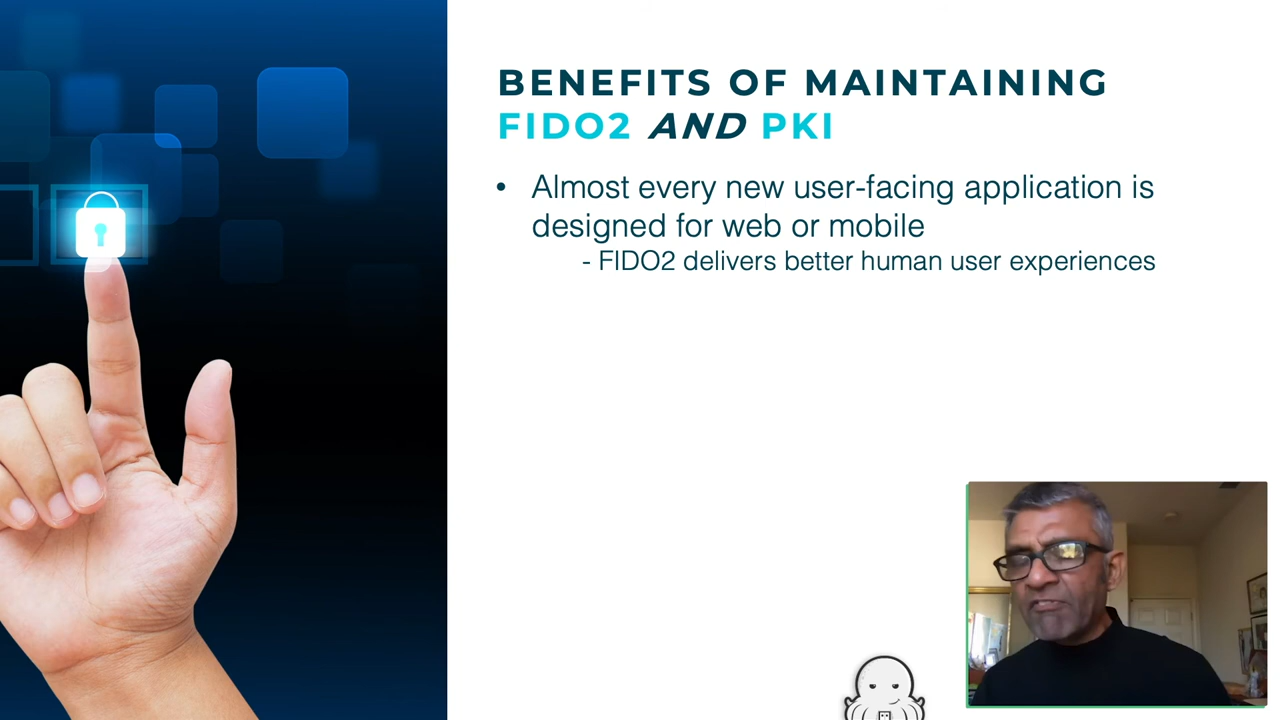 BENEFITS OF MAINTAINING
FIDO2 AND PKI
• Almost every new user-facing application is
designed for web or mobile
- FIDO2 delivers better human user experiences